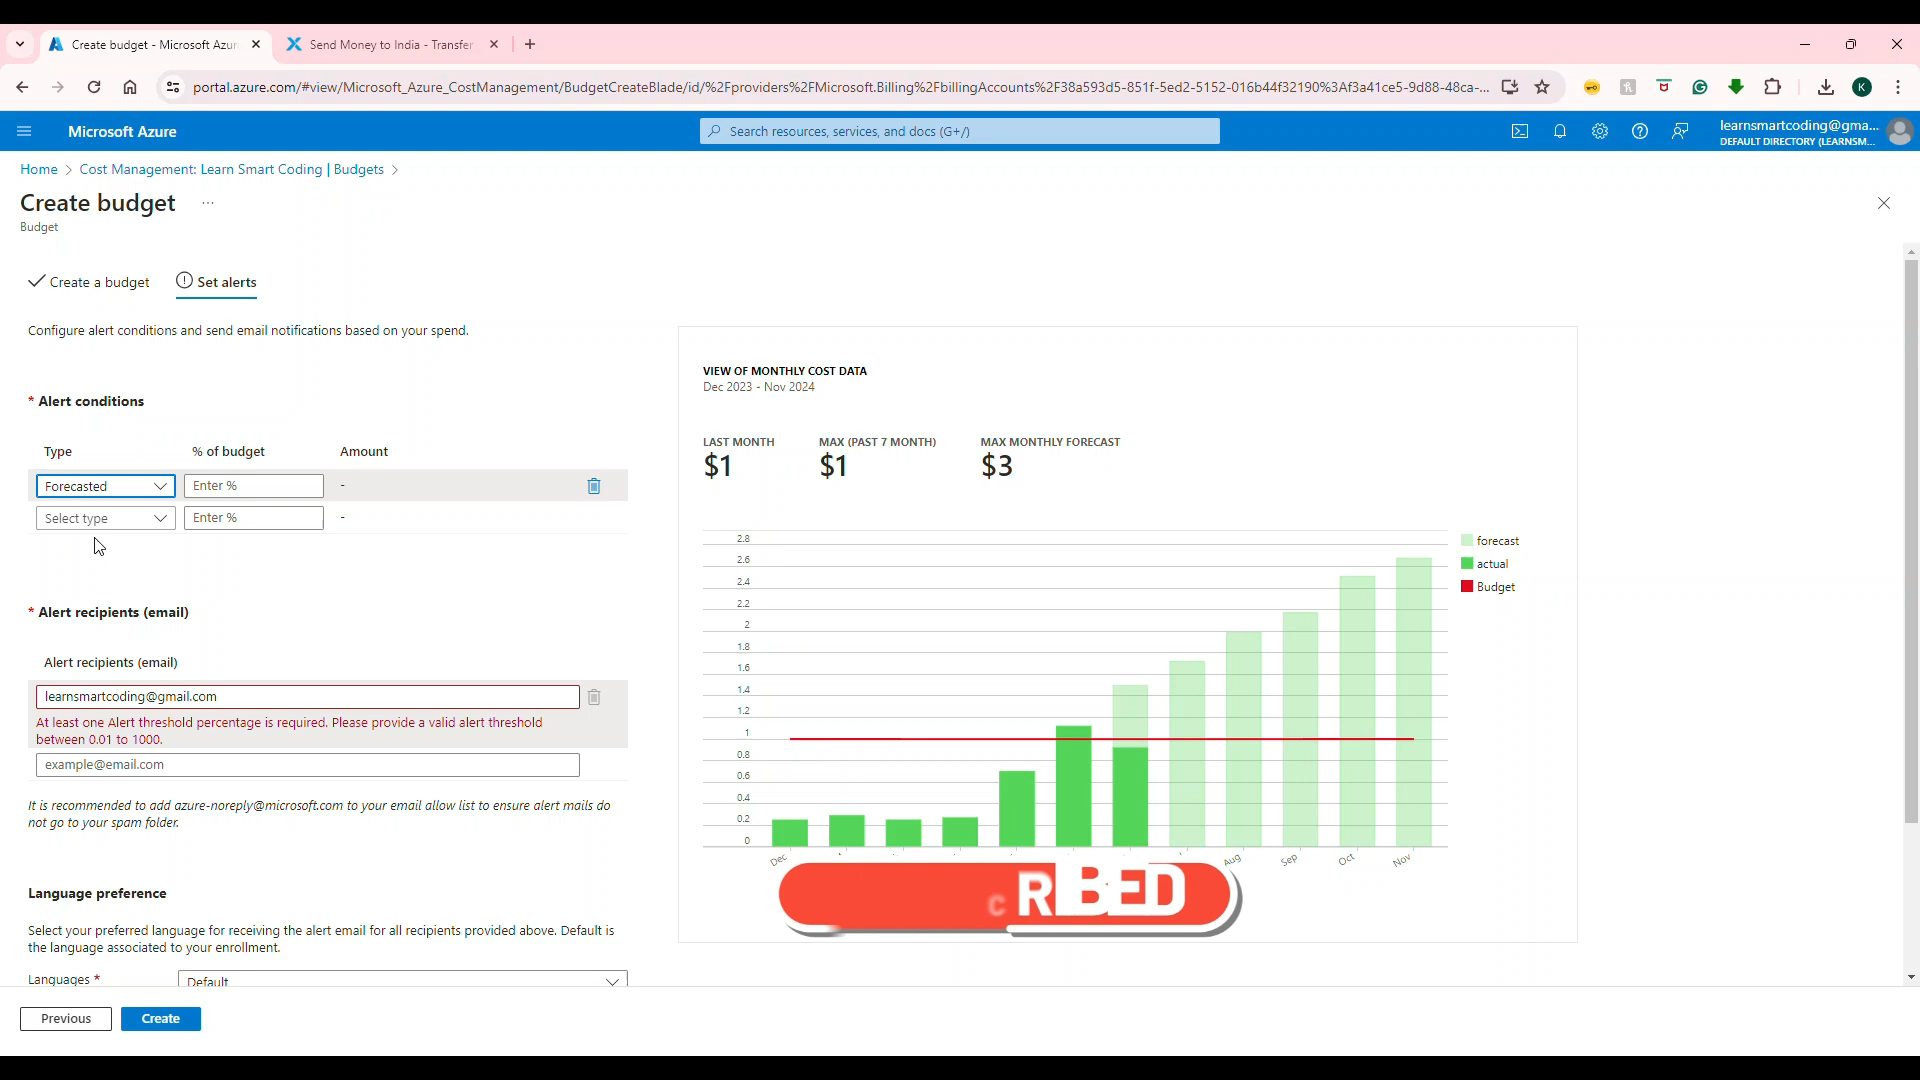 Create budget - Microsoft Azu
Send Money to India - Transfer
portal.azure.com/#view/Microsoft_Azure_CostManagement/BudgetCreateBlade/id/%2Fproviders%2FMicrosoft.Billing%2FbillingAccounts%2F38a593d5-851f-5ed2-5152-016b44f32190%3Af3a41ce5-9d88-48ca-...
K
Microsoft Azure
Search resources, services, and docs (G+/)
learnsmartcoding@gma...
DEFAULT DIRECTORY (LEARNSM...
Home > Cost Management: Learn Smart Coding | Budgets >
Create budget ...
Budget
Create a budget
Set alerts
Configure alert conditions and send email notifications based on your spend.
* Alert conditions
Type % of budget Amount
Forecasted Enter % -
Select type Enter % -
* Alert recipients (email)
Alert recipients (email)
learnsmartcoding@gmail.com
At least one Alert threshold percentage is required. Please provide a valid alert threshold
between 0.01 to 1000.
example@email.com
It is recommended to add azure-noreply@microsoft.com to your email allow list to ensure alert mails do
not go to your spam folder.
Language preference
Select your preferred language for receiving the alert email for all recipients provided above. Default is
the language associated to your enrollment.
Languages * Default
Previous
Create
VIEW OF MONTHLY COST DATA
Dec 2023 - Nov 2024
LAST MONTH MAX (PAST 7 MONTH) MAX MONTHLY FORECAST
$1 $1 $3
2.8
2.6
2.4
2.2
2
1.8
1.6
1.4
1.2
1
0.8
0.6
0.4
0.2
0
Dec Aug Sep Oct Nov
forecast
actual
Budget
C RBED